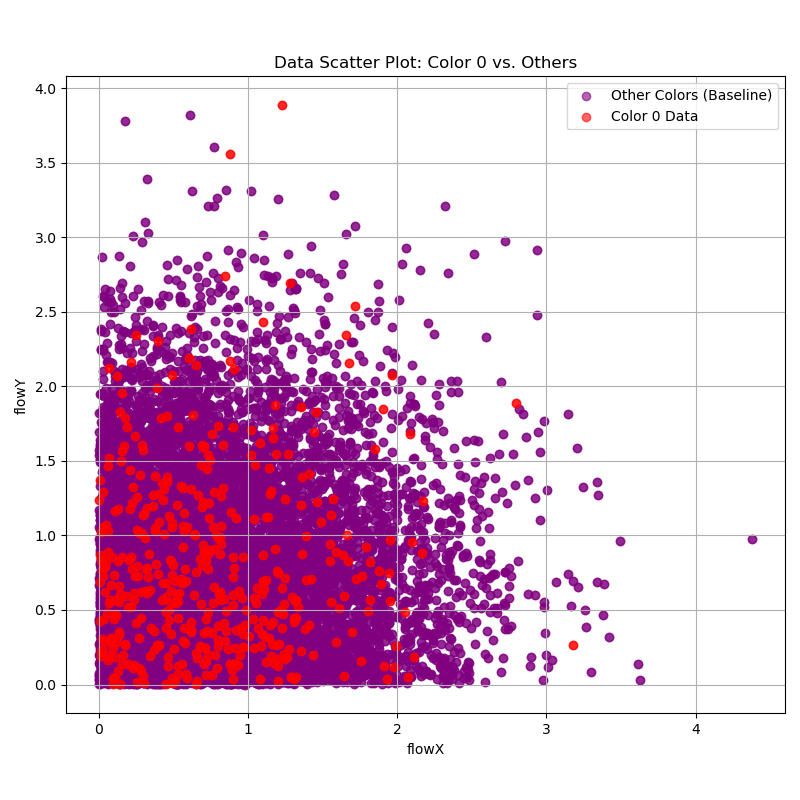 Data Scatter Plot: Color 0 vs. Others
Other Colors (Baseline)
Color 0 Data
flowY
4.0
3.5
3.0
2.5
2.0
1.5
1.0
0.5
0.0
0 1 2 3 4
flowX